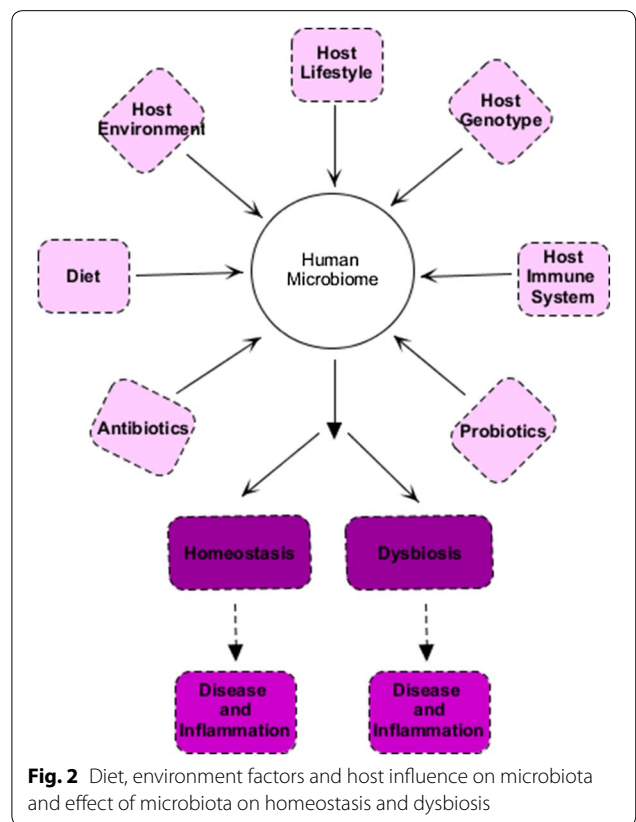 Host
Lifestyle
Host
Environment
Host
Genotype
Diet
Human
Microbiome
Host
Immune
System
Antibiotics
Probiotics
Homeostasis
Dysbiosis
Disease
and
Inflammation
Disease
and
Inflammation
Fig. 2 Diet, environment factors and host influence on microbiota
and effect of microbiota on homeostasis and dysbiosis